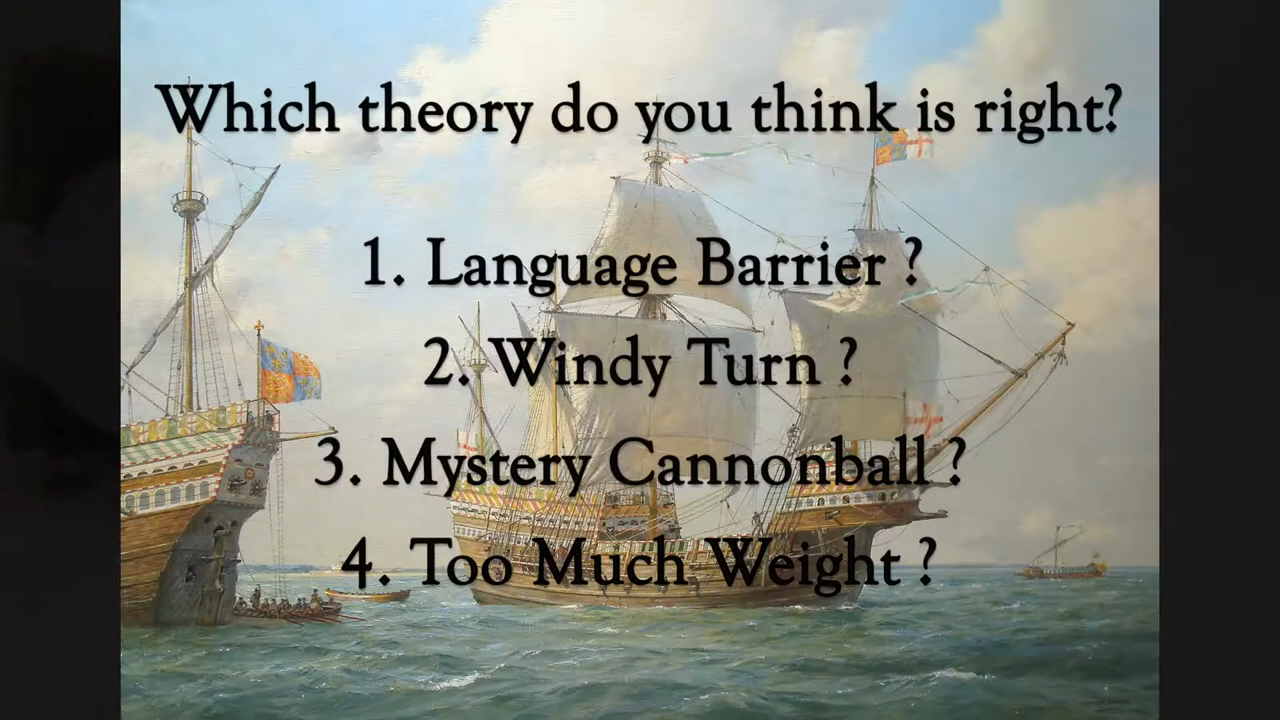 Which theory do you think is right?
1. Language Barrier ?
2. Windy Turn ?
3. Mystery Cannonball ?
4. Too Much Weight ?